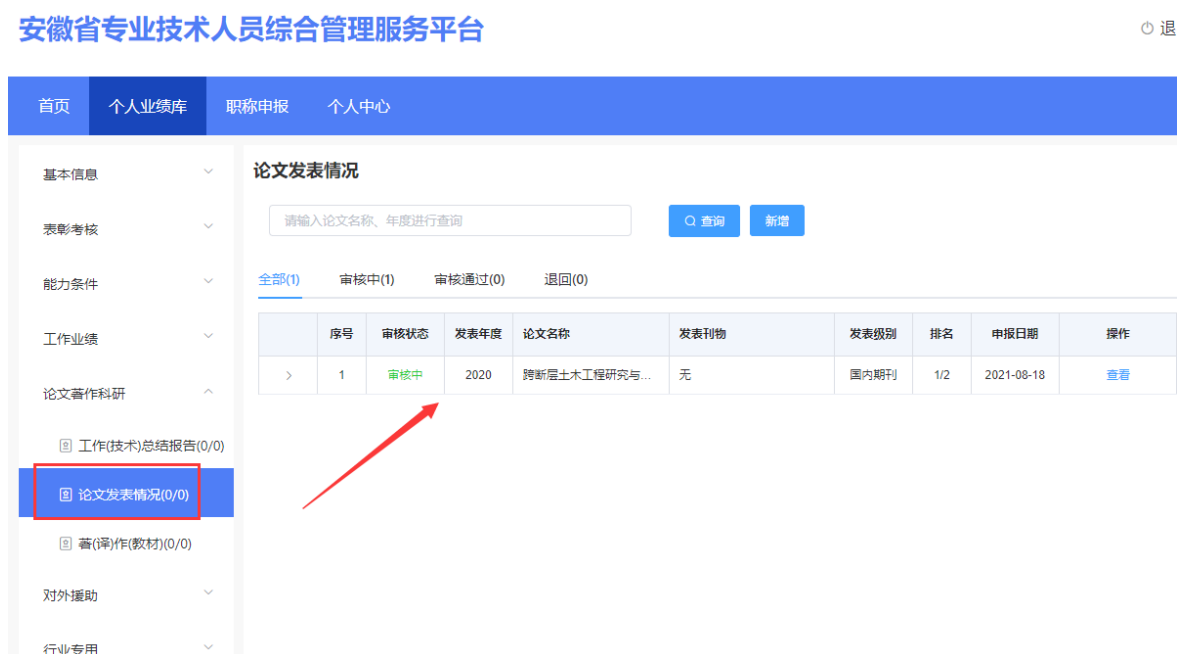 安徽省专业技术人员综合管理服务平台
退
首页 个人业绩库 职称申报 个人中心
基本信息
表彰考核
能力条件
工作业绩
论文著作科研
工作(技术)总结报告(0/0)
论文发表情况(0/0)
著(译)作(教材)(0/0)
对外援助
行业专用
论文发表情况
请输入论文名称、年度进行查询 查询 新增
全部(1) 审核中(1) 审核通过(0) 退回(0)
序号 审核状态 发表年度 论文名称 发表刊物 发表级别 排名 申报日期 操作
1 审核中 2020 跨断层土木工程研究与... 无 国内期刊 1/2 2021-08-18 查看